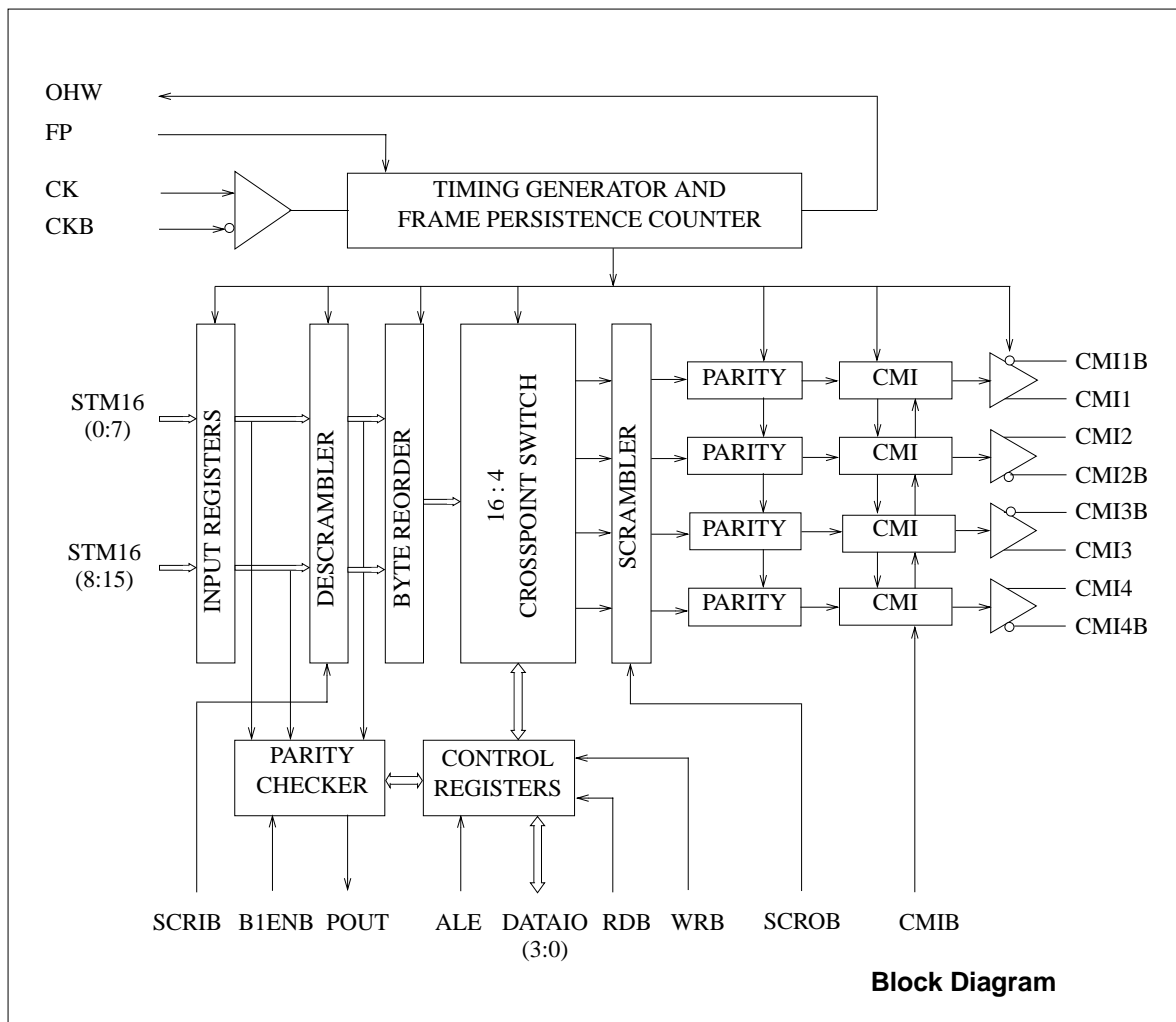 OHW
FP
CK
CKB
TIMING GENERATOR AND
FRAME PERSISTENCE COUNTER
STM16
(0:7)
STM16
(8:15)
INPUT REGISTERS
DESCRAMBLER
BYTE REORDER
16 : 4
CROSSPOINT SWITCH
SCRAMBLER
PARITY
CMI
CMI1B
CMI1
PARITY
CMI
CMI2
CMI2B
PARITY
CMI
CMI3B
CMI3
PARITY
CMI
CMI4
CMI4B
PARITY
CHECKER
CONTROL
REGISTERS
SCRIB
B1ENB
POUT
ALE
DATAIO
(3:0)
RDB
WRB
SCROB
CMIB
Block Diagram